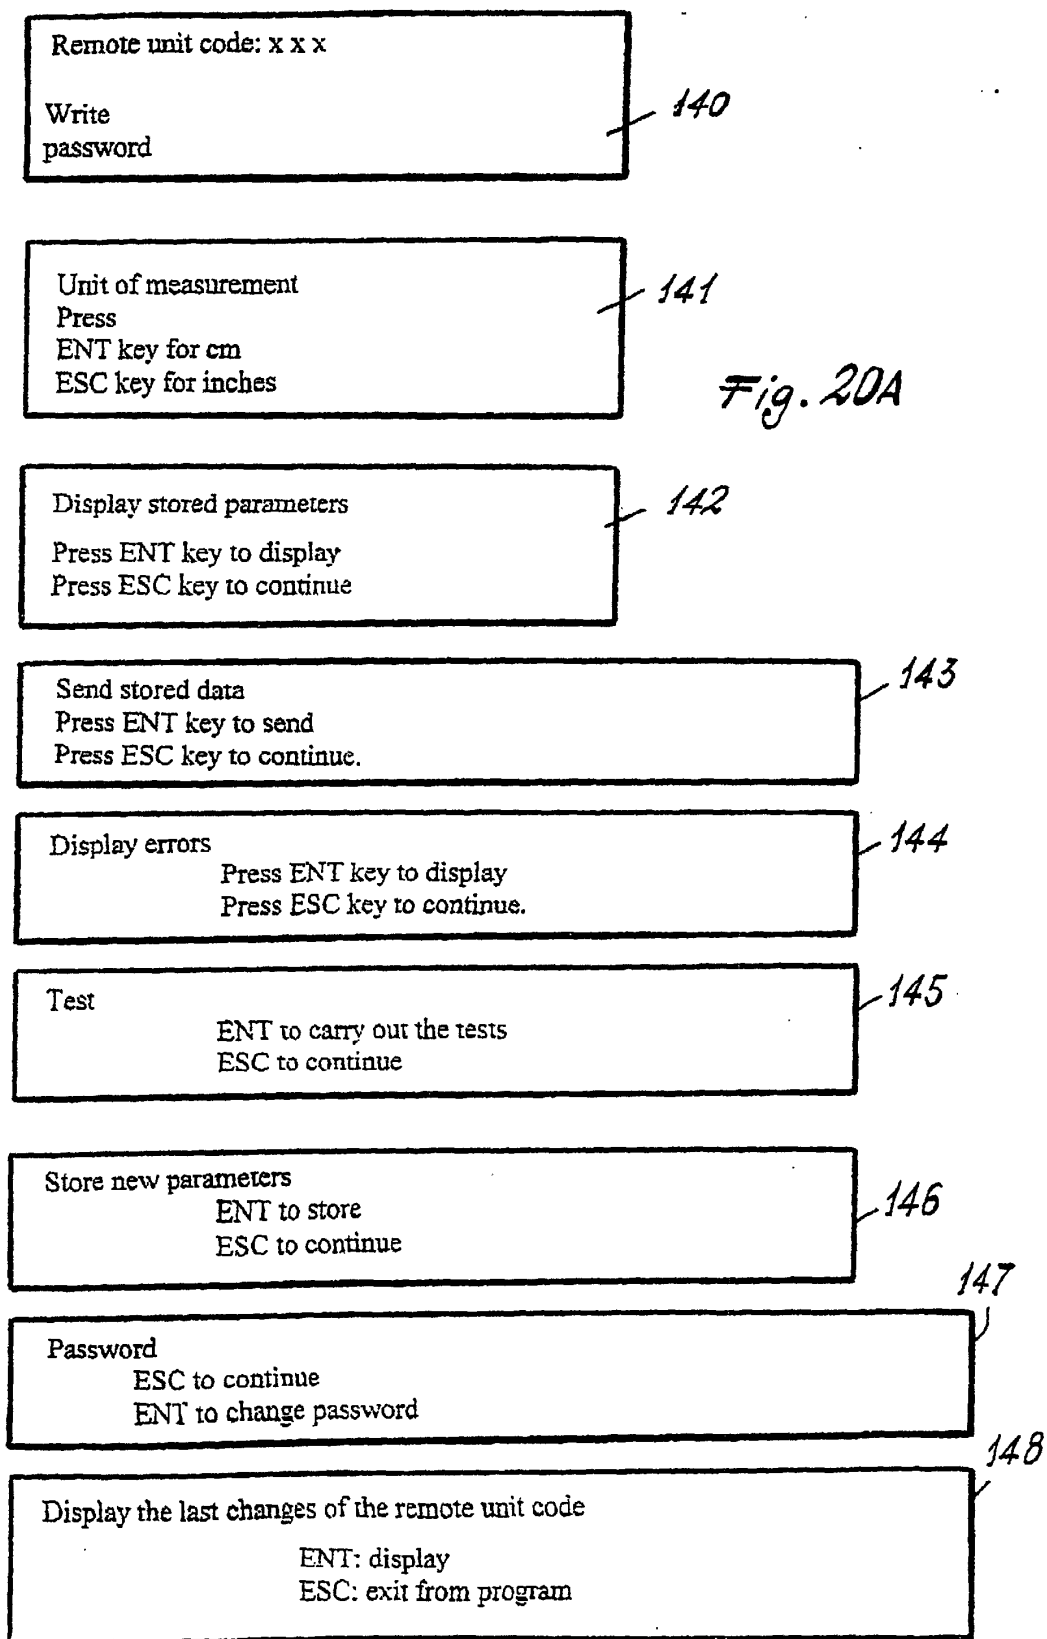 Remote unit code: x x x
Write
password
140
Unit of measurement
Press
ENT key for cm
ESC key for inches
141
Fig. 20A
Display stored parameters
Press ENT key to display
Press ESC key to continue
142
Send stored data
Press ENT key to send
Press ESC key to continue.
143
Display errors
Press ENT key to display
Press ESC key to continue.
144
Test
ENT to carry out the tests
ESC to continue
145
Store new parameters
ENT to store
ESC to continue
146
147
Password
ESC to continue
ENT to change password
148
Display the last changes of the remote unit code
ENT: display
ESC: exit from program